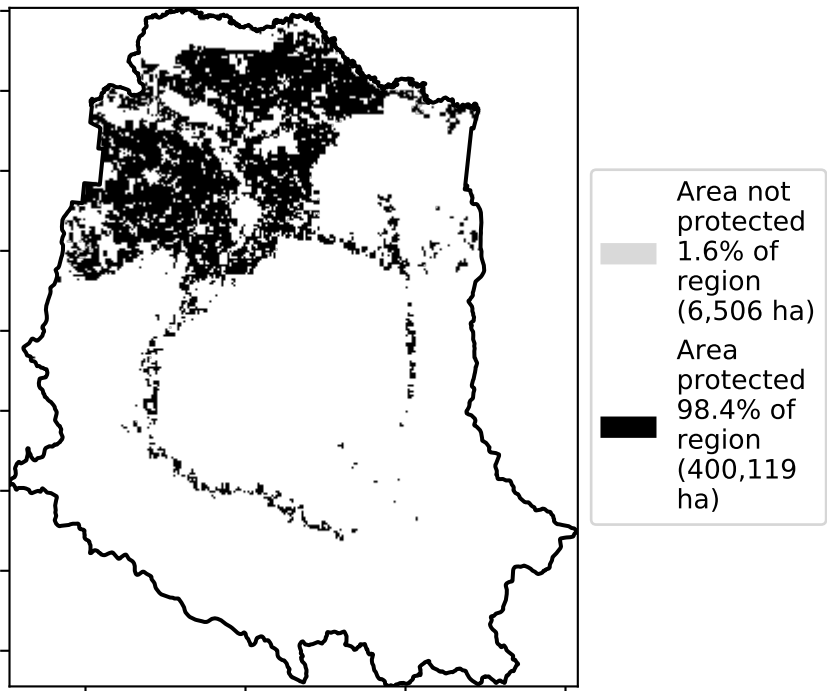 Area not
protected
1.6% of
region
(6,506 ha)
Area
protected
98.4% of
region
(400,119
ha)